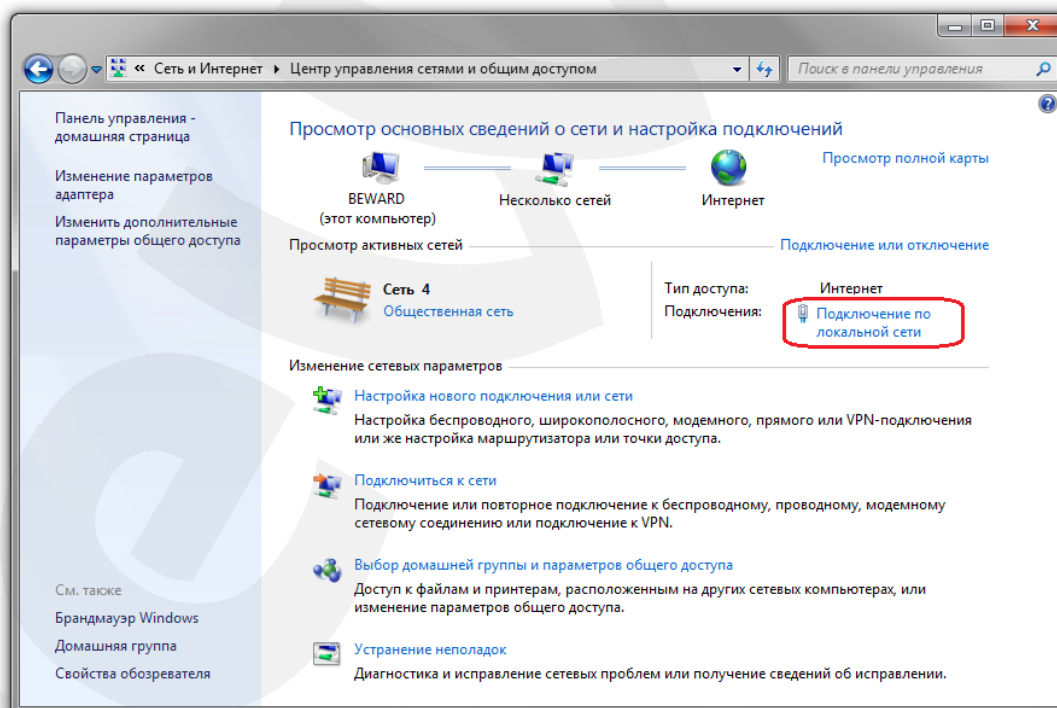 « Сеть и Интернет Центр управления сетями и общим доступом Поиск в панели управления
Панель управления -
домашняя страница
Изменение параметров
адаптера
Изменить дополнительные
параметры общего доступа
Просмотр основных сведений о сети и настройка подключений
Просмотр полной карты
BEWARD
(этот компьютер)
Несколько сетей
Интернет
Просмотр активных сетей
Подключение или отключение
Сеть 4
Общественная сеть
Тип доступа: Интернет
Подключения: Подключение по
локальной сети
Изменение сетевых параметров
Настройка нового подключения или сети
Настройка беспроводного, широкополосного, модемного, прямого или VPN-подключения
или же настройка маршрутизатора или точки доступа.
Подключиться к сети
Подключение или повторное подключение к беспроводному, проводному, модемному
сетевому соединению или подключение к VPN.
Выбор домашней группы и параметров общего доступа
Доступ к файлам и принтерам, расположенным на других сетевых компьютерах, или
изменение параметров общего доступа.
Устранение неполадок
Диагностика и исправление сетевых проблем или получение сведений об исправлении.
См. также
Брандмауэр Windows
Домашняя группа
Свойства обозревателя